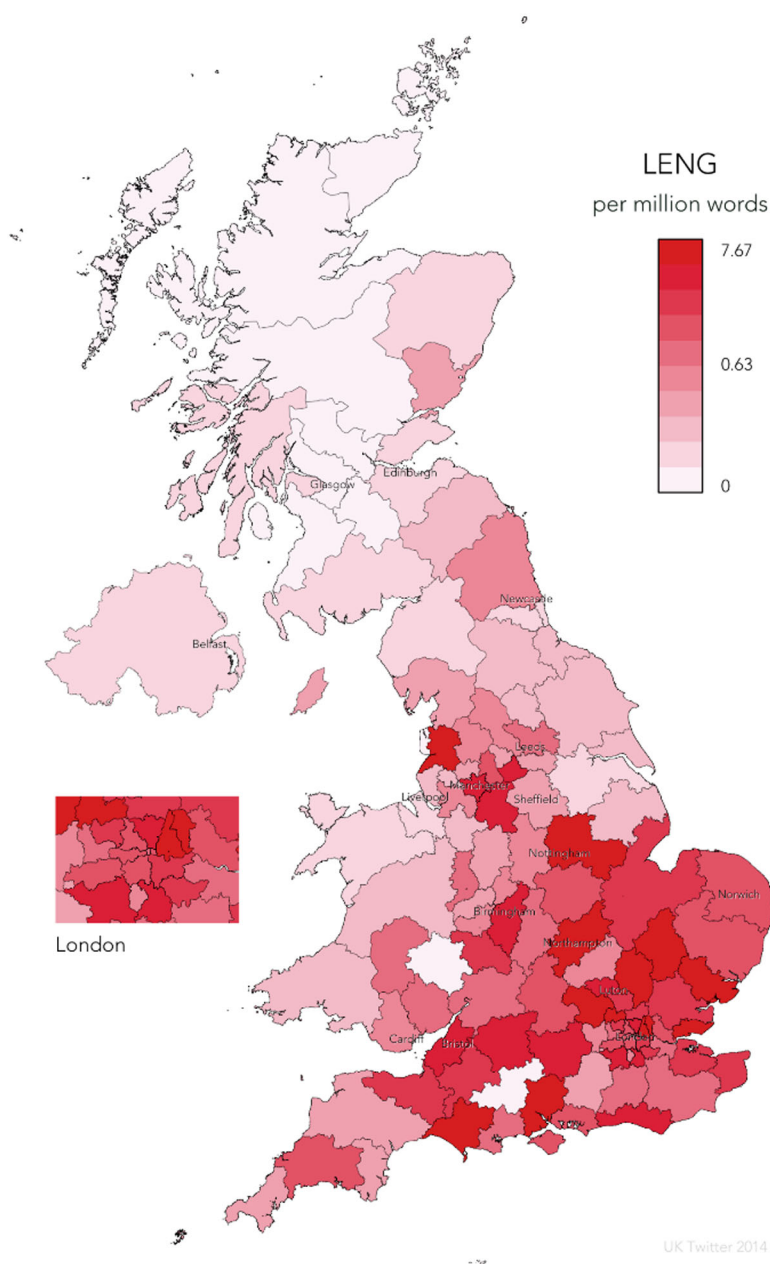 LENG
per million words
7.67
0.63
0
Edinburgh
Glasgow
Newcastle
Belfast
Leeds
Manchester
Liverpool
Sheffield
Nottingham
Norwich
Birmingham
Northampton
London
Luton
Cardiff
Bristol
London
UK Twitter 2014